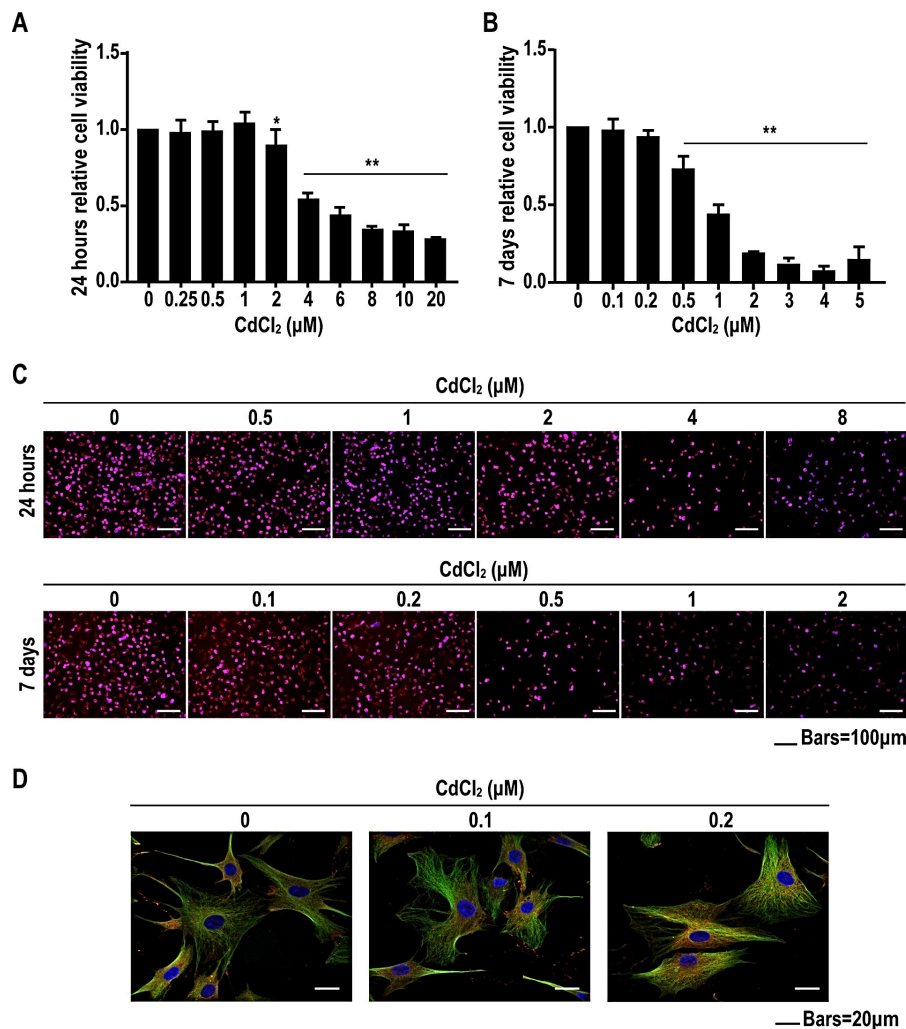 A
B
24 hours relative cell viability
1.5
1.0
0.5
0.0
*
**
0 0.25 0.5 1 2 4 6 8 10 20
CdCl₂ (µM)
7 days relative cell viability
1.5
1.0
0.5
0.0
**
0 0.1 0.2 0.5 1 2 3 4 5
CdCl₂ (µM)
C
CdCl₂ (µM)
0 0.5 1 2 4 8
24 hours
CdCl₂ (µM)
0 0.1 0.2 0.5 1 2
7 days
Bars=100µm
D
CdCl₂ (µM)
0 0.1 0.2
Bars=20µm